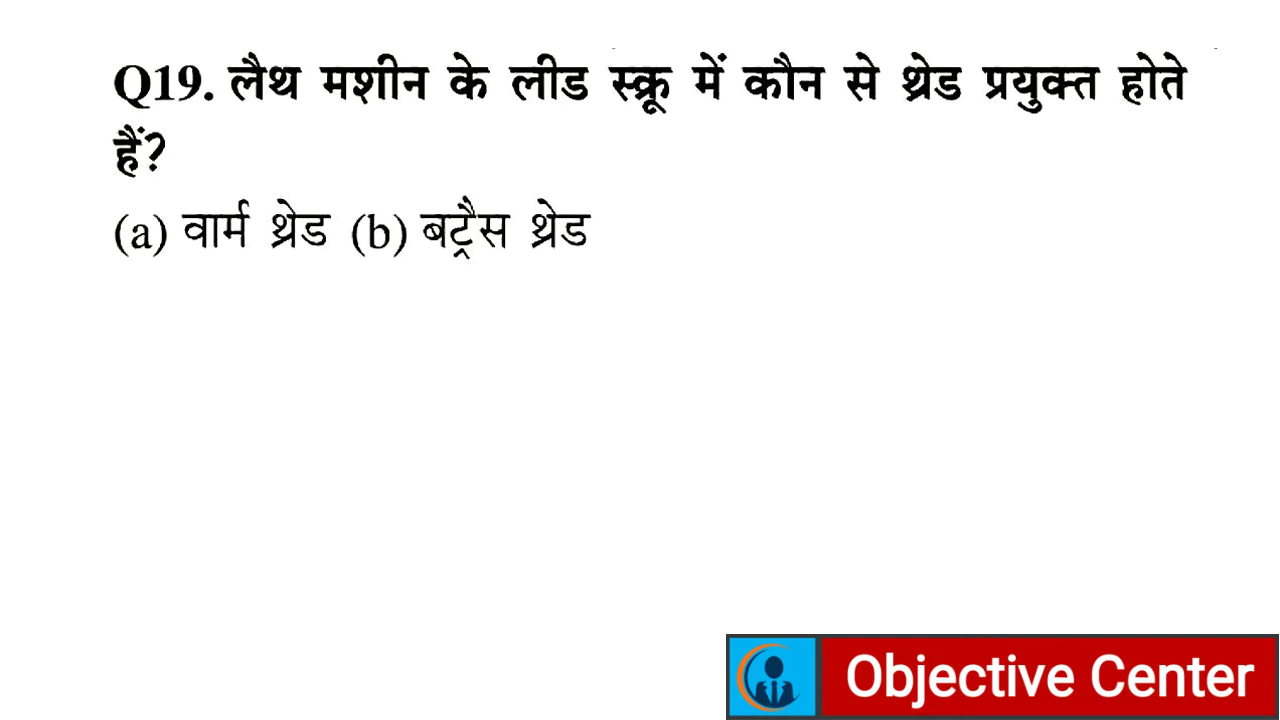 Q19. लैथ मशीन के लीड स्क्रू में कौन से थ्रेड प्रयुक्त होते
हैं?
(a) वार्म थ्रेड (b) बट्रैस थ्रेड
Objective Center